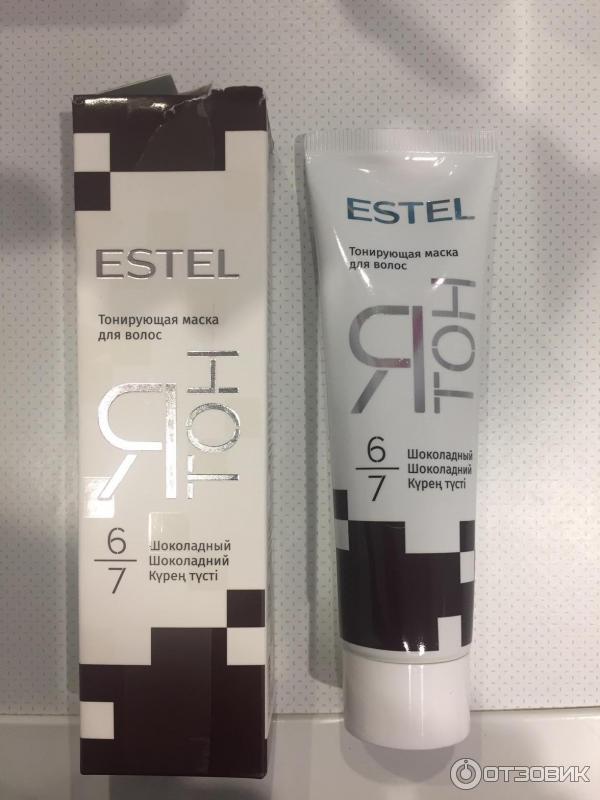 ESTEL
Тонирующая маска
для волос
Я
ТОН
6/7
Шоколадный
Шоколадний
Күрең түсті
ESTEL
Тонирующая маска
для волос
Я
ТОН
6/7
Шоколадный
Шоколадний
Күрең түсті
ОТЗОВИК